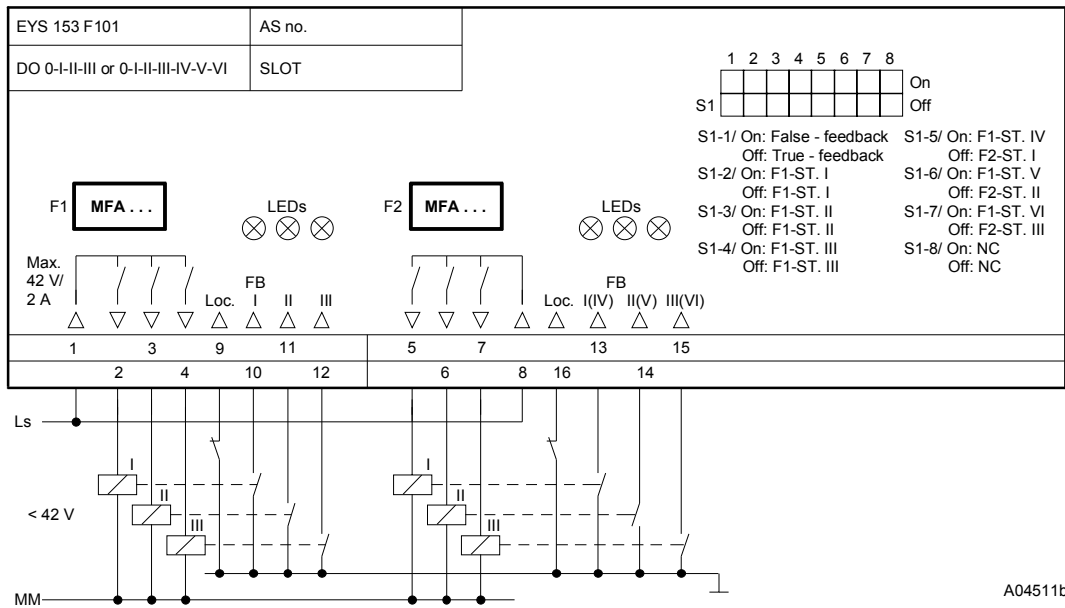 EYS 153 F101
AS no.
DO 0-I-II-III or 0-I-II-III-IV-V-VI
SLOT
1 2 3 4 5 6 7 8
On
S1
Off
S1-1/ On: False - feedback
Off: True - feedback
S1-2/ On: F1-ST. I
Off: F1-ST. I
S1-3/ On: F1-ST. II
Off: F1-ST. II
S1-4/ On: F1-ST. III
Off: F1-ST. III
S1-5/ On: F1-ST. IV
Off: F2-ST. I
S1-6/ On: F1-ST. V
Off: F2-ST. II
S1-7/ On: F1-ST. VI
Off: F2-ST. III
S1-8/ On: NC
Off: NC
F1 MFA . . .
LEDs
F2 MFA . . .
LEDs
Max.
42 V/
2 A
FB
Loc. I II III
FB
Loc. I(IV) II(V) III(VI)
1 3 9 11 5 7 13 15
2 4 10 12 6 8 16 14
Ls
I
II
III
I
II
III
< 42 V
MM
A04511b